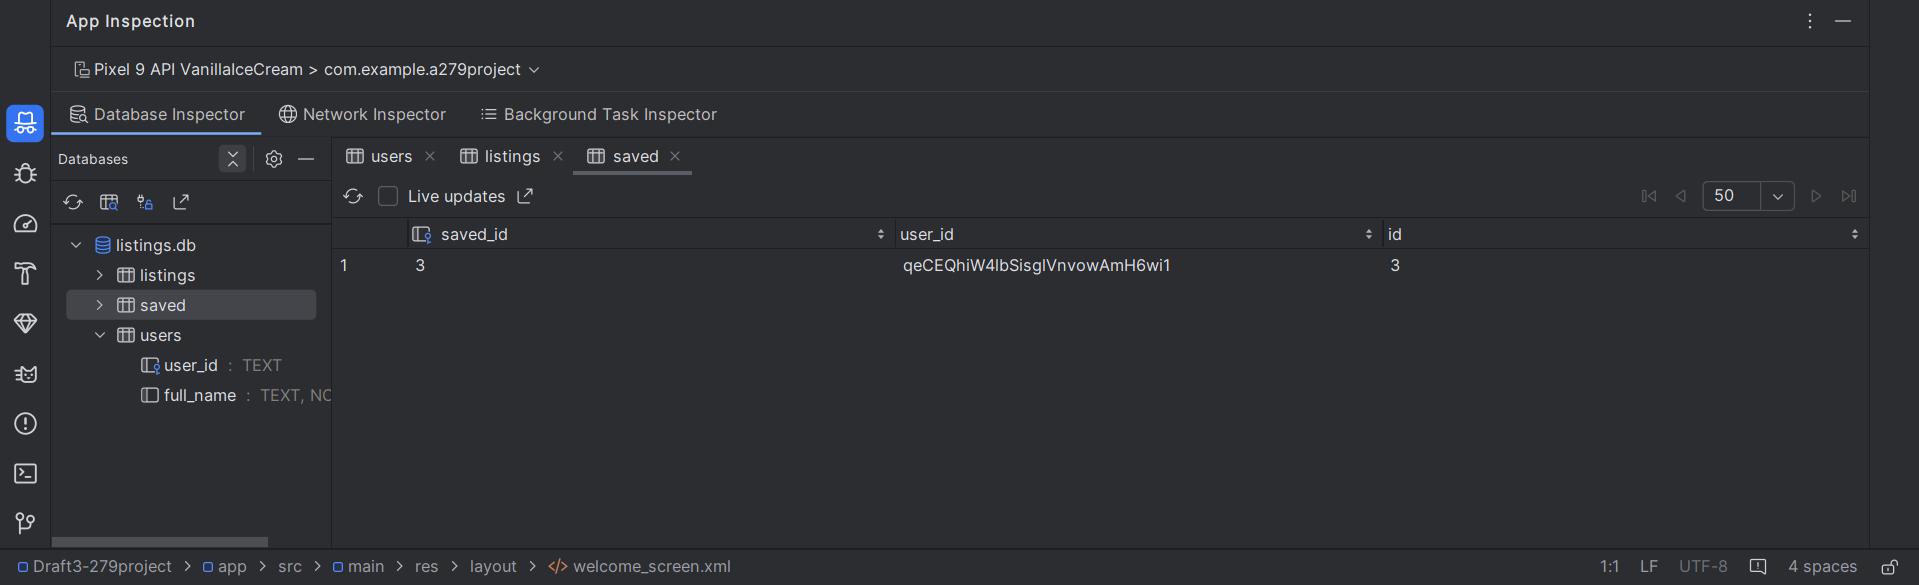 App Inspection
Pixel 9 API VanillaIceCream > com.example.a279project
Database Inspector Network Inspector Background Task Inspector
Databases
users listings saved
Live updates 50
saved_id user_id id
1 3 qeCEQhiW4lbSisglVnvowAmH6wi1 3
listings.db
listings
saved
users
user_id : TEXT
full_name : TEXT, NO
Draft3-279project > app > src > main > res > layout > </> welcome_screen.xml 1:1 LF UTF-8 4 spaces